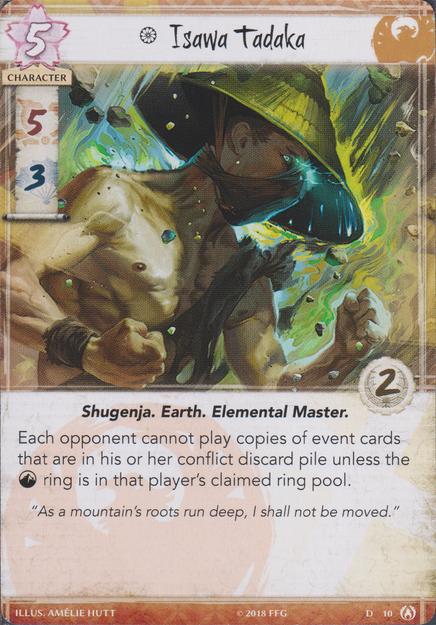 5
Isawa Tadaka
CHARACTER
5
3
2
Shugenja. Earth. Elemental Master.
Each opponent cannot play copies of event cards
that are in his or her conflict discard pile unless the
ring is in that player's claimed ring pool.
"As a mountain's roots run deep, I shall not be moved."
ILLUS. AMÉLIE HUTT
© 2018 FFG
D 10